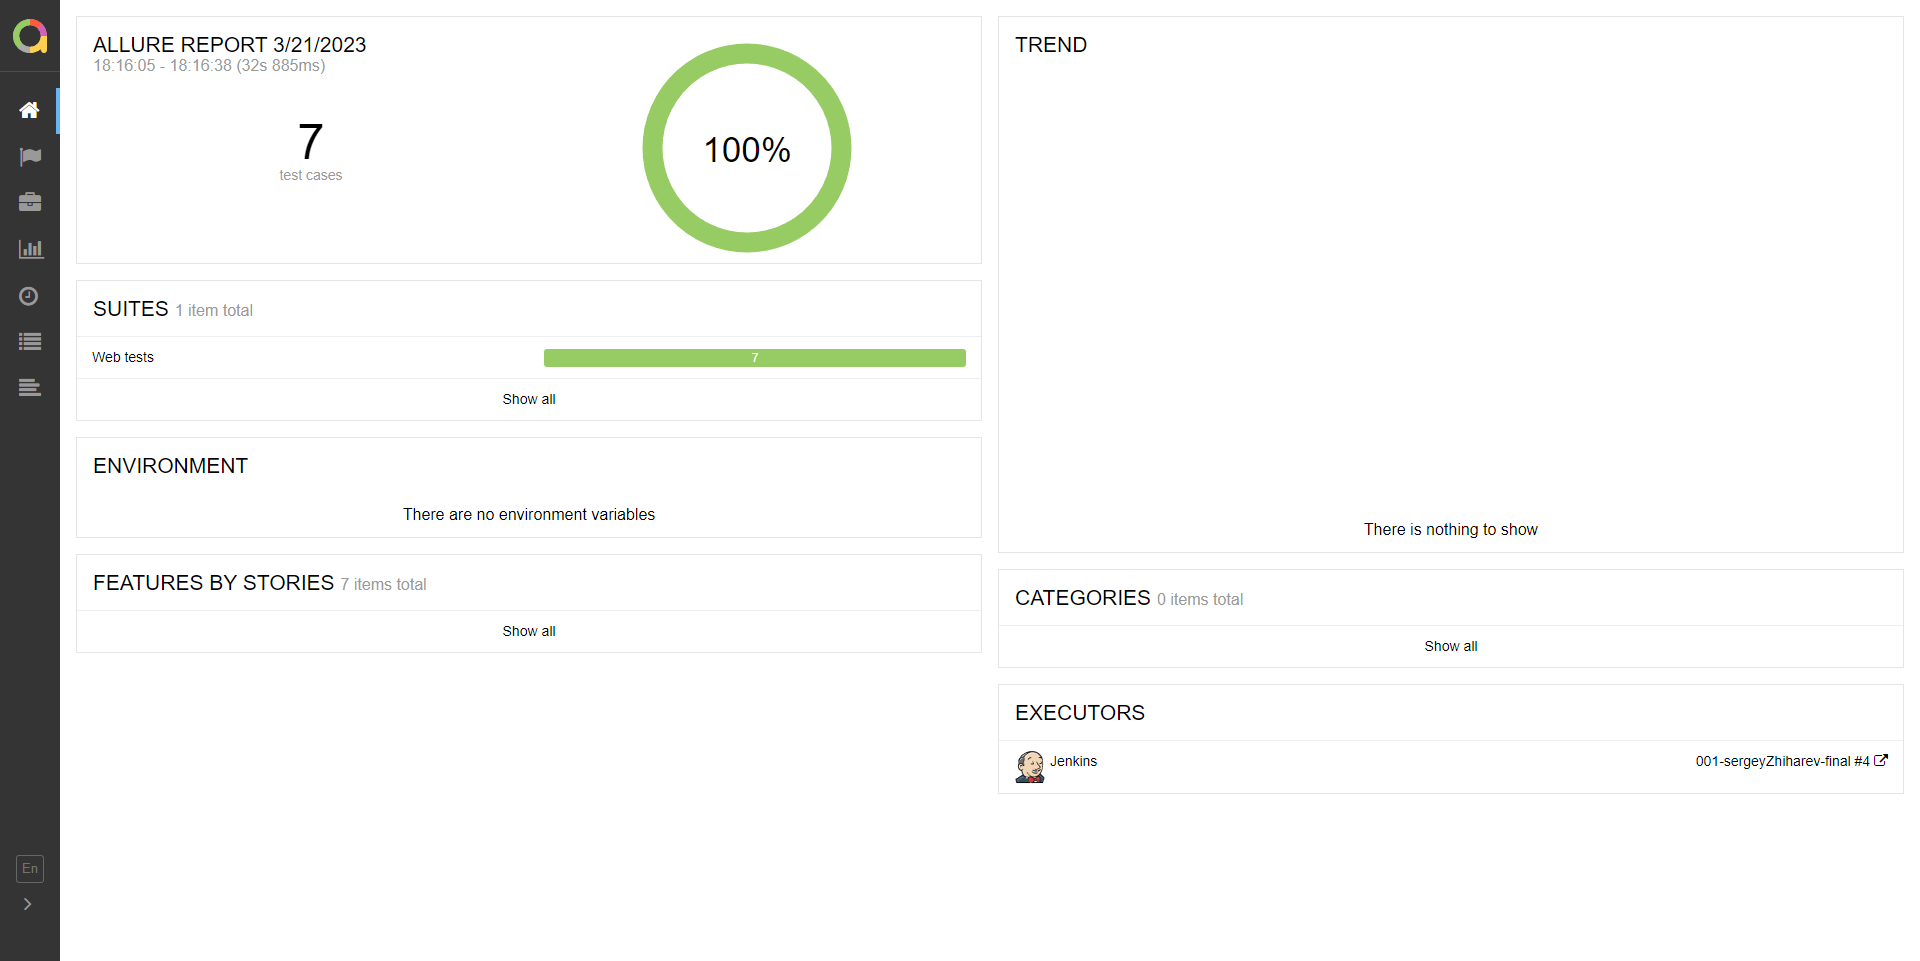 ALLURE REPORT 3/21/2023
18:16:05 - 18:16:38 (32s 885ms)
7
test cases
100%
SUITES 1 item total
Web tests
7
Show all
ENVIRONMENT
There are no environment variables
FEATURES BY STORIES 7 items total
Show all
TREND
There is nothing to show
CATEGORIES 0 items total
Show all
EXECUTORS
Jenkins
001-sergeyZhiharev-final #4
En